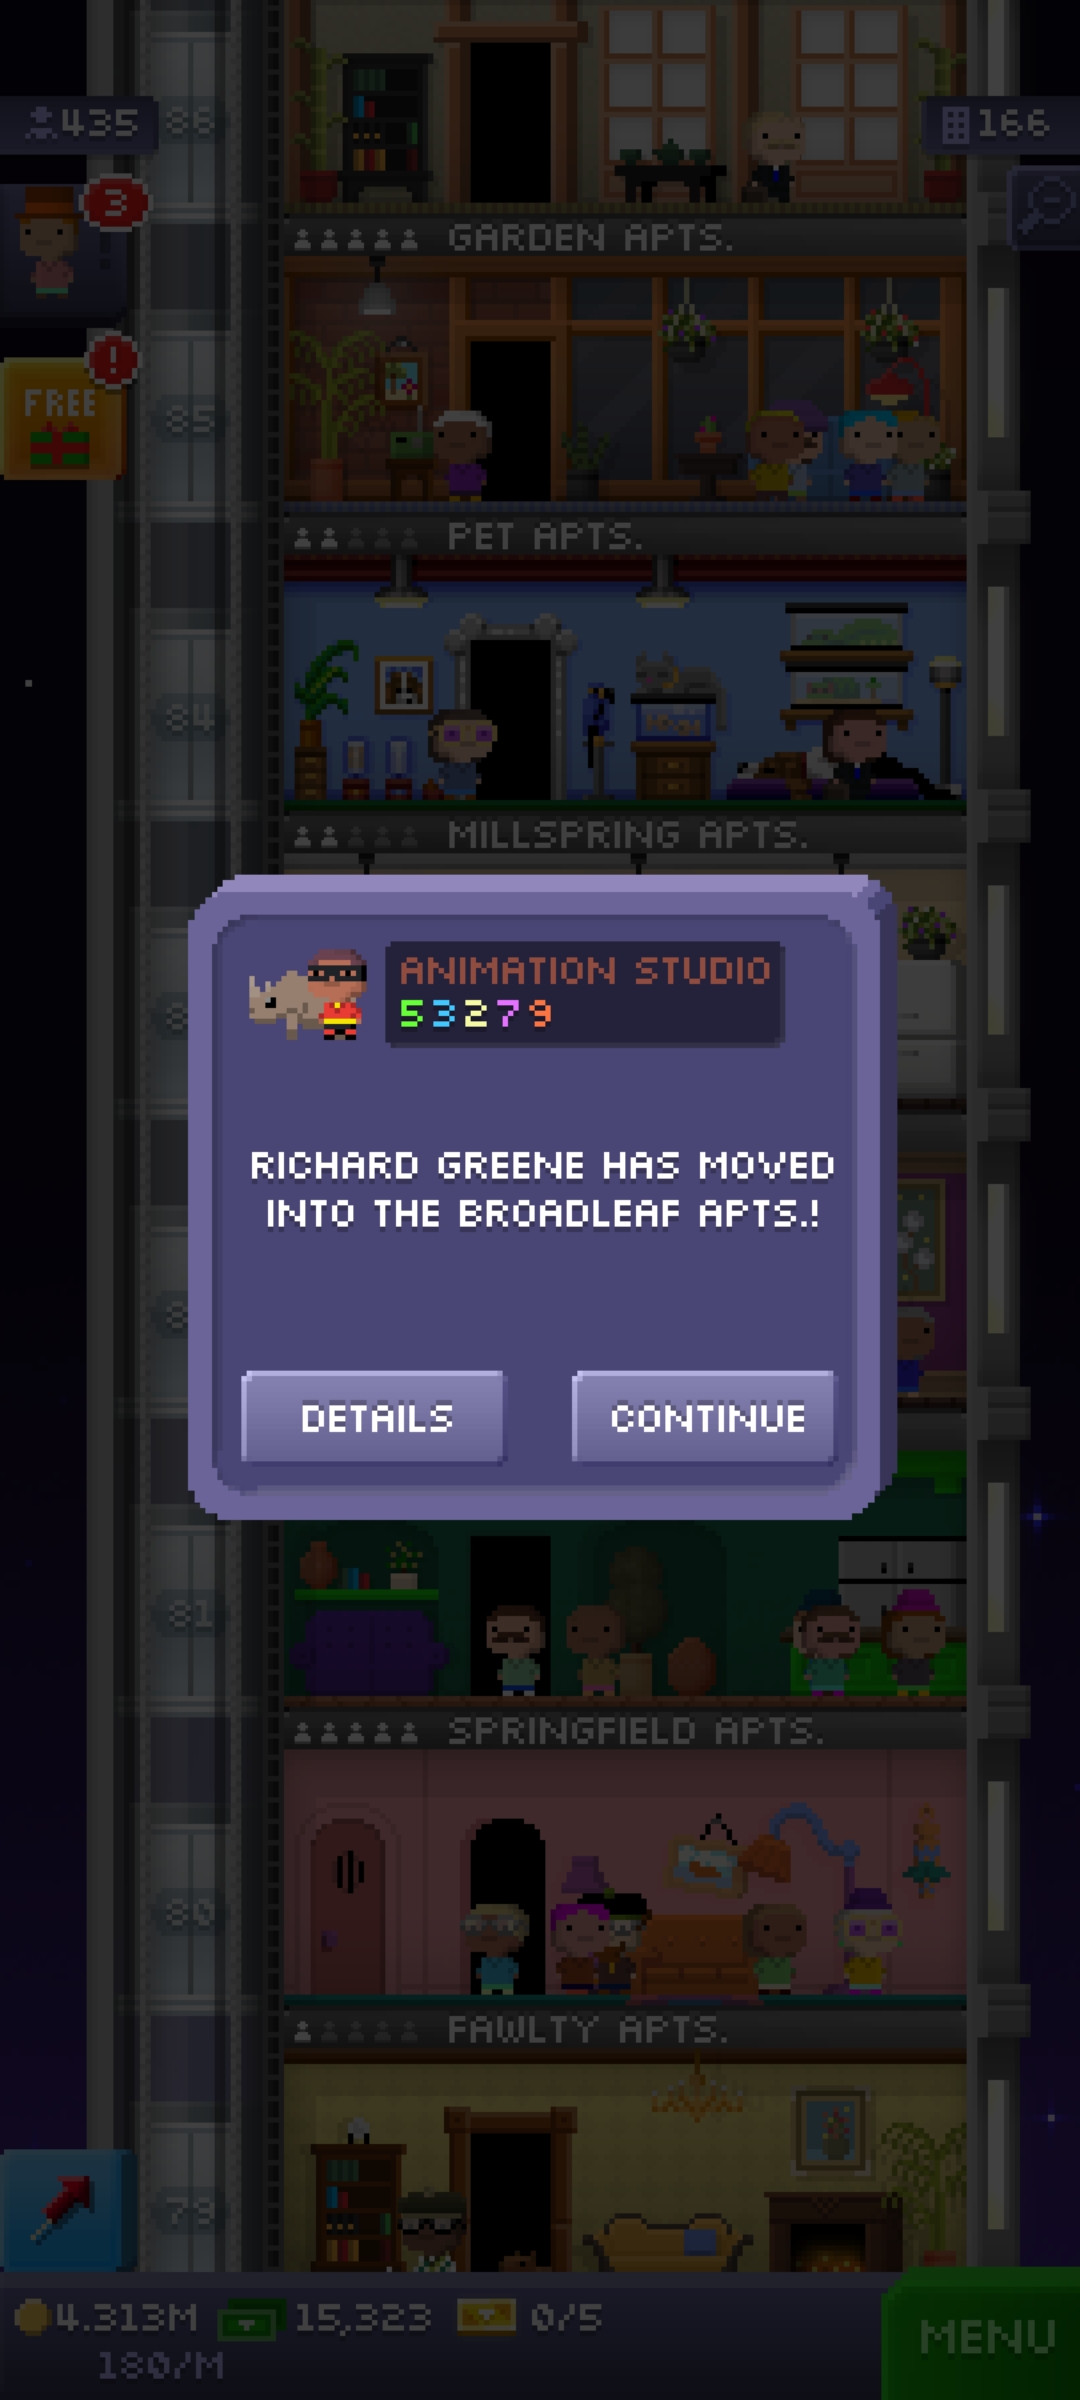 86
435
166
3
GARDEN APTS.
!
FREE
85
PET APTS.
84
MILLSPRING APTS.
ANIMATION STUDIO
53279
RICHARD GREENE HAS MOVED
INTO THE BROADLEAF APTS.!
DETAILS
CONTINUE
81
SPRINGFIELD APTS.
80
FAWLTY APTS.
79
4.313M
15,323
0/5
180/M
MENU